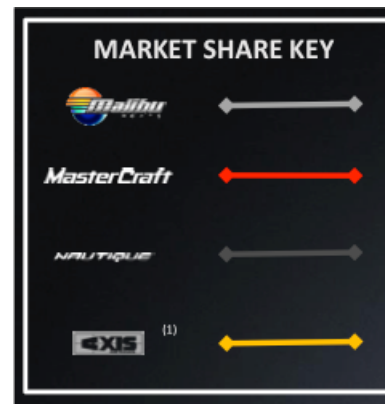 MARKET SHARE KEY
Malibu
BOATS
MasterCraft
NAUTIQUE
AXIS (1)